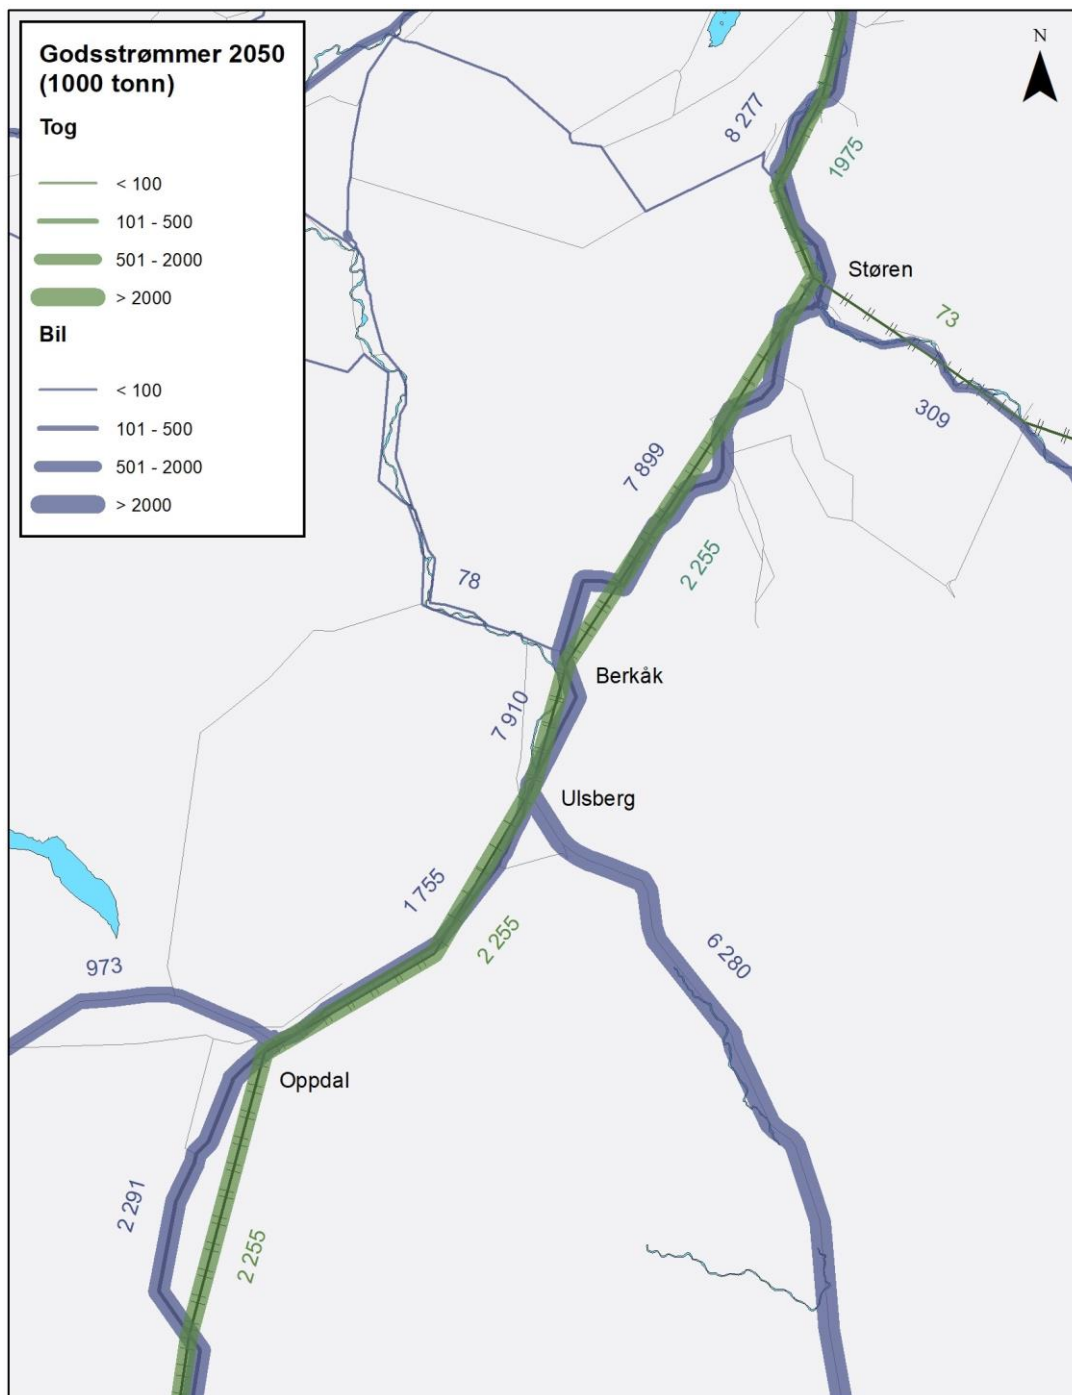 Godsstrømmer 2050
(1000 tonn)
Tog
< 100
101 - 500
501 - 2000
> 2000
Bil
< 100
101 - 500
501 - 2000
> 2000
N
8 277
1975
Støren
73
309
7 899
2 255
78
Berkåk
7 910
Ulsberg
1 755
2 255
6 280
973
Oppdal
2 291
2 255